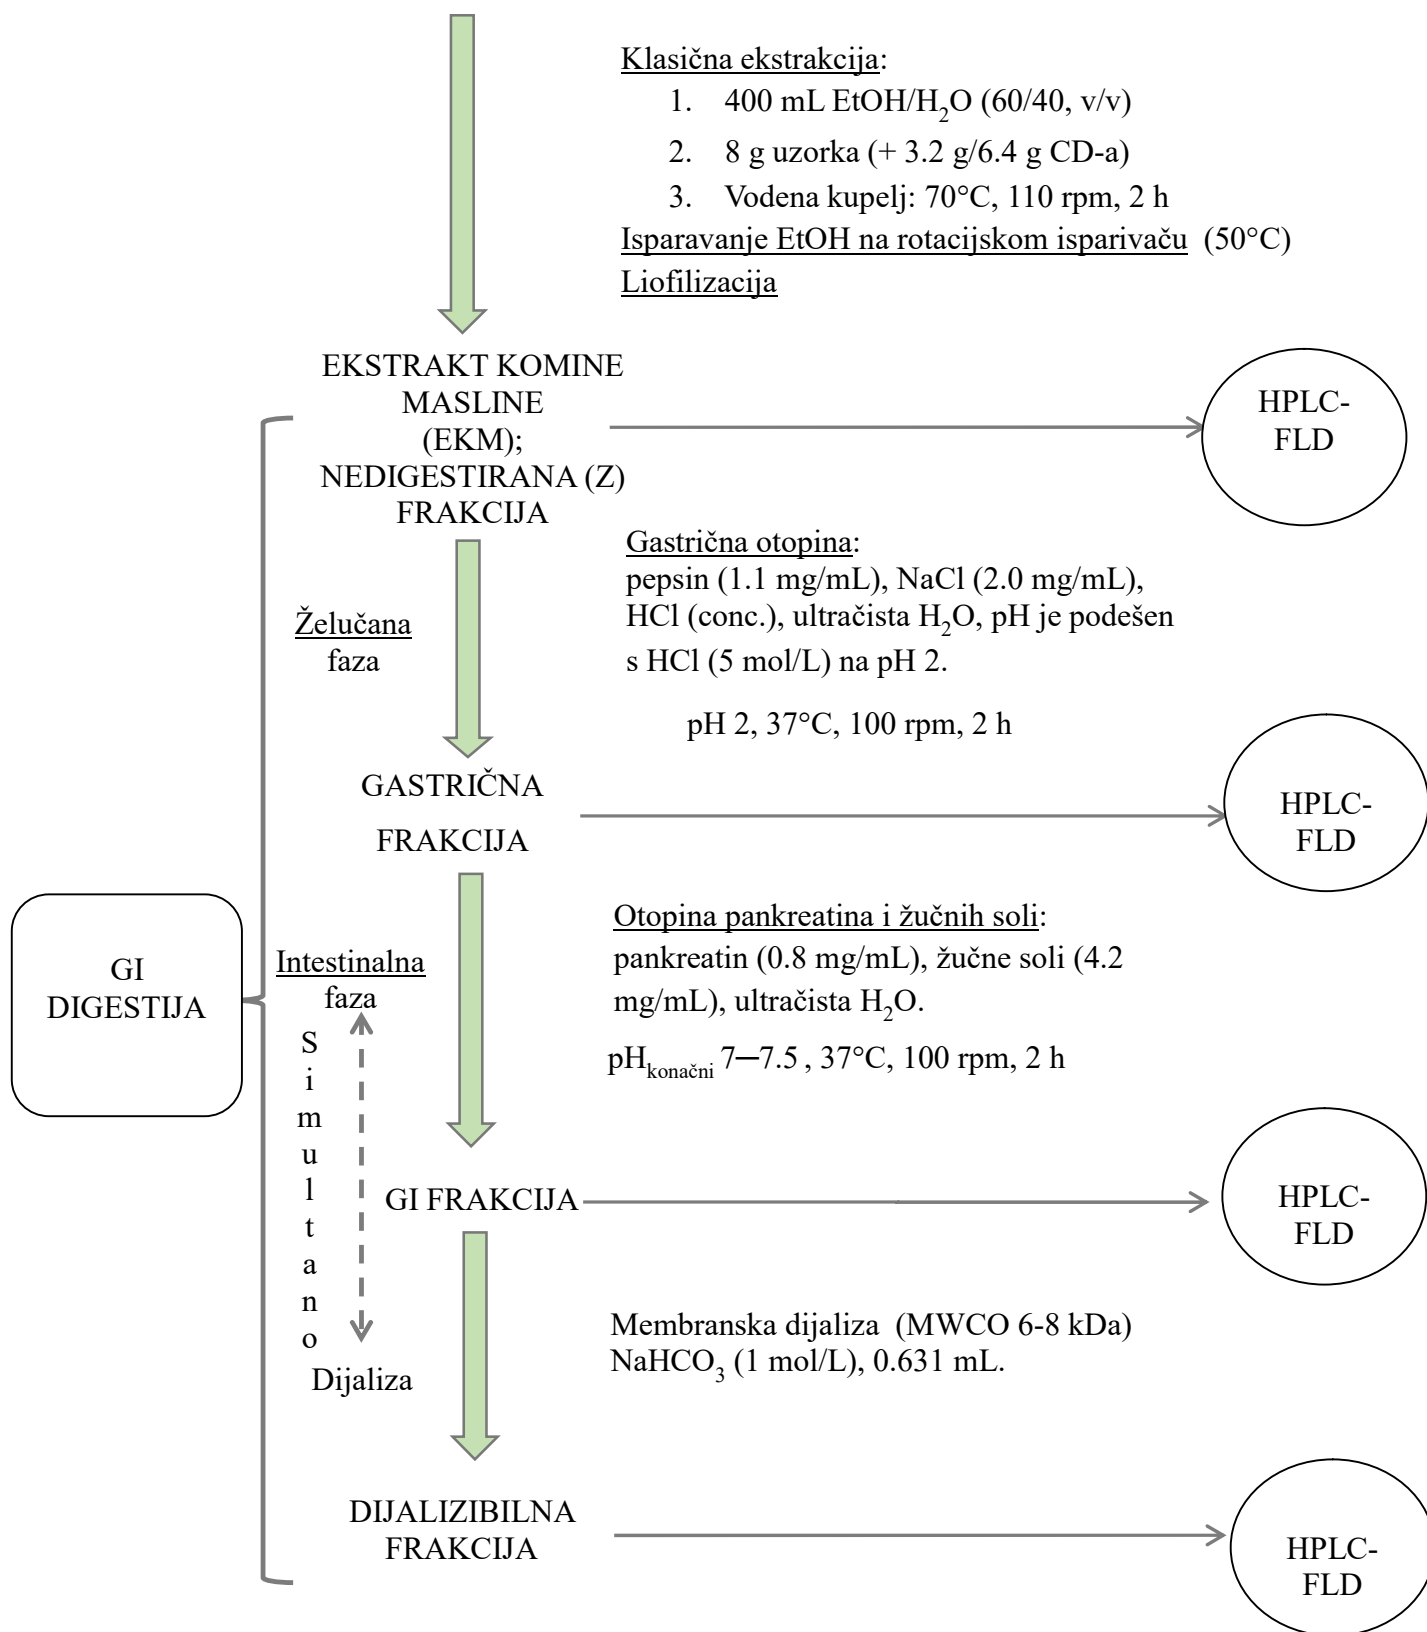 Klasična ekstrakcija:
1. 400 mL EtOH/H₂O (60/40, v/v)
2. 8 g uzorka (+ 3.2 g/6.4 g CD-a)
3. Vodena kupelj: 70°C, 110 rpm, 2 h
Isparavanje EtOH na rotacijskom isparivaču (50°C)
Liofilizacija
EKSTRAKT KOMINE
MASLINE
(EKM);
NEDIGESTIRANA (Z)
FRAKCIJA
HPLC-
FLD
Želučana
faza
Gastrična otopina:
pepsin (1.1 mg/mL), NaCl (2.0 mg/mL),
HCl (conc.), ultračista H₂O, pH je podešen
s HCl (5 mol/L) na pH 2.
pH 2, 37°C, 100 rpm, 2 h
GASTRIČNA
FRAKCIJA
HPLC-
FLD
GI
DIGESTIJA
Intestinalna
faza
S
i
m
u
l
t
a
n
o
Dijaliza
Otopina pankreatina i žučnih soli:
pankreatin (0.8 mg/mL), žučne soli (4.2
mg/mL), ultračista H₂O.
pHkonačni 7─7.5 , 37°C, 100 rpm, 2 h
GI FRAKCIJA
HPLC-
FLD
Membranska dijaliza (MWCO 6-8 kDa)
NaHCO₃ (1 mol/L), 0.631 mL.
DIJALIZIBILNA
FRAKCIJA
HPLC-
FLD